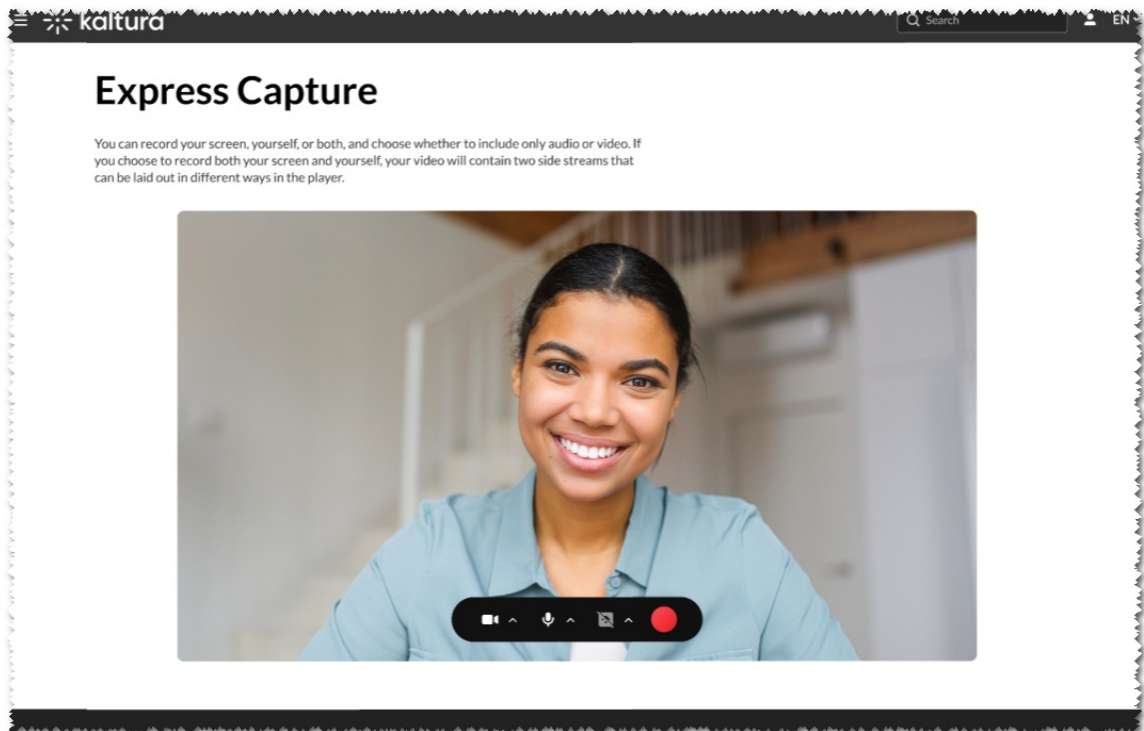 kaltura
Search
EN
Express Capture
You can record your screen, yourself, or both, and choose whether to include only audio or video. If
you choose to record both your screen and yourself, your video will contain two side streams that
can be laid out in different ways in the player.